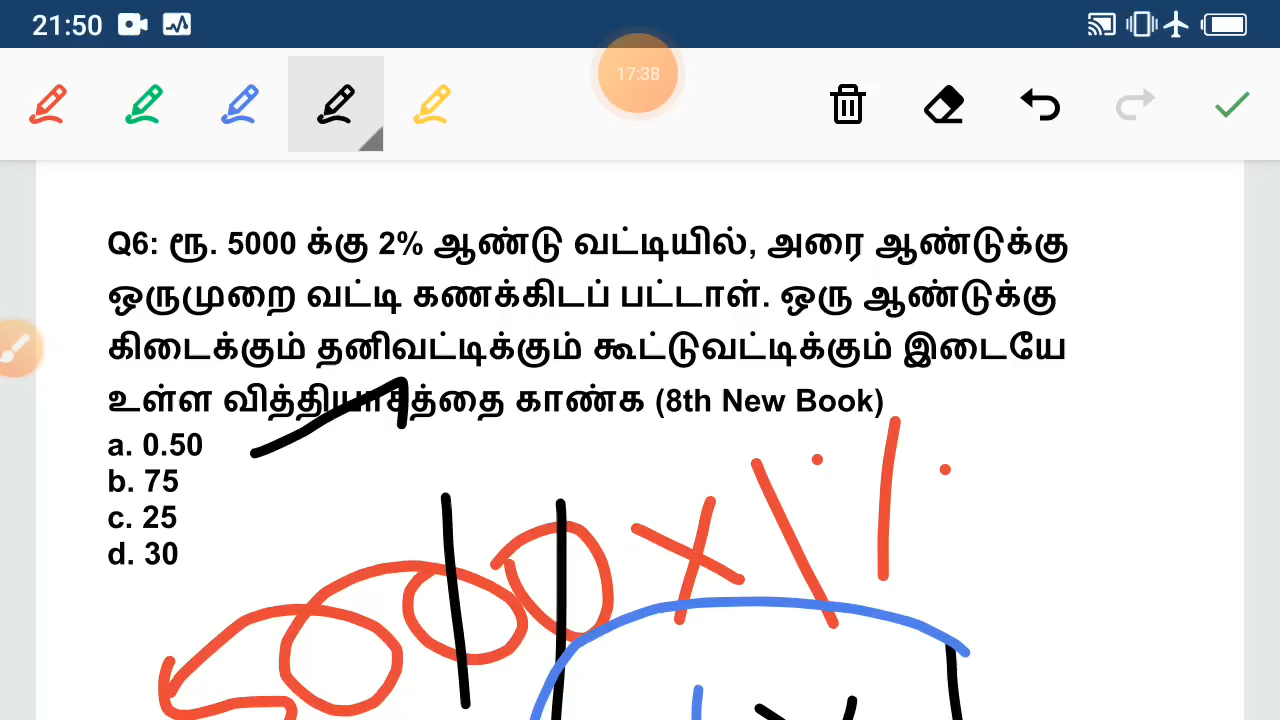 21:50
17:38
Q6: ரூ. 5000 க்கு 2% ஆண்டு வட்டியில், அரை ஆண்டுக்கு
ஒருமுறை வட்டி கணக்கிடப் பட்டாள். ஒரு ஆண்டுக்கு
கிடைக்கும் தனிவட்டிக்கும் கூட்டுவட்டிக்கும் இடையே
உள்ள வித்தியாசத்தை காண்க (8th New Book)
a. 0.50
b. 75
c. 25
d. 30
5000 x